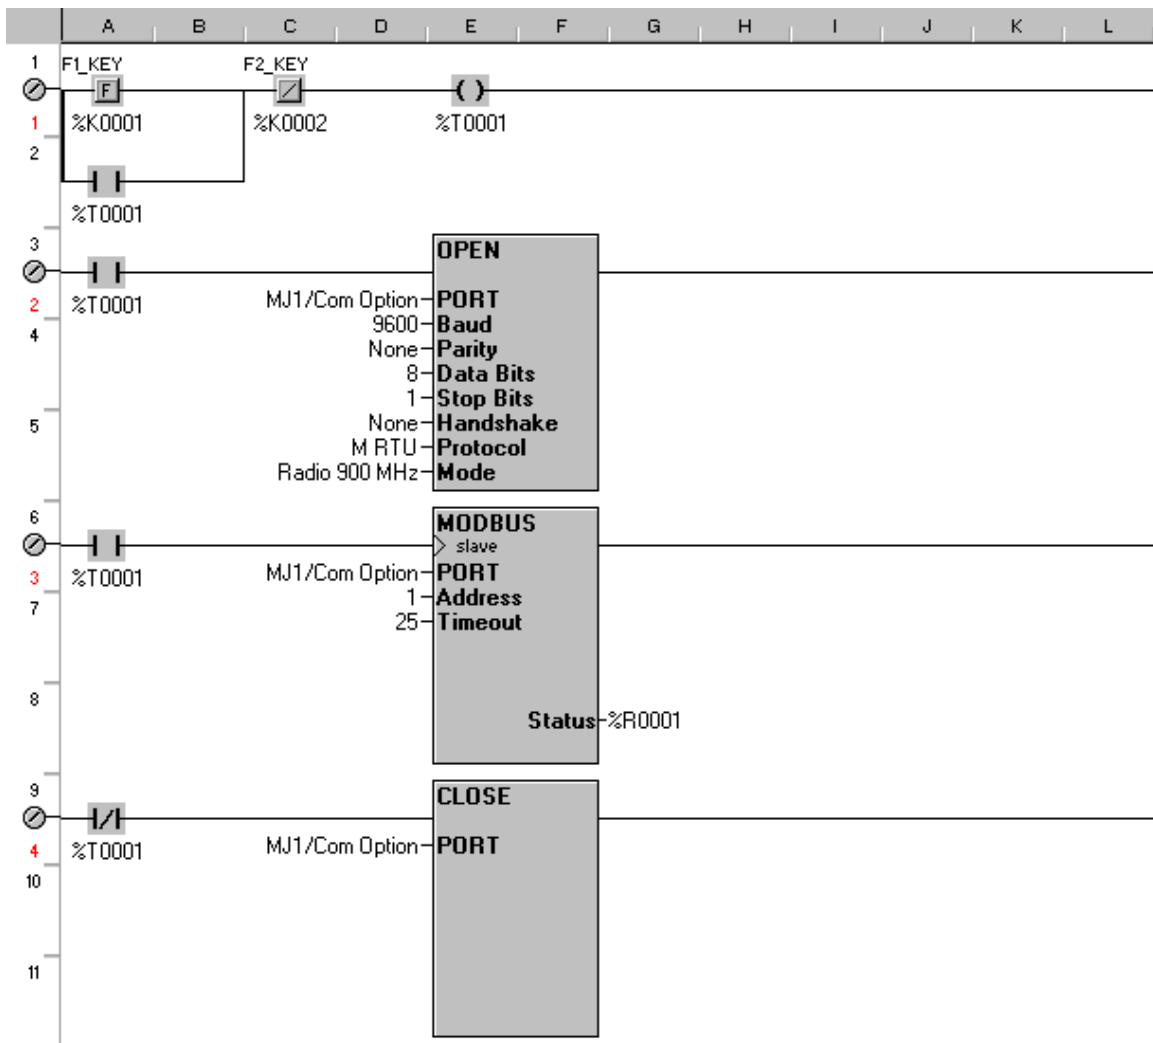 A B C D E F G H I J K L
1 F1_KEY F2_KEY
F
1 %K0001 %K0002 %T0001
2
%T0001
3 OPEN
2 %T0001 MJ1/Com Option PORT
9600 Baud
4 None Parity
8 Data Bits
1 Stop Bits
5 None Handshake
M RTU Protocol
Radio 900 MHz Mode
6 MODBUS
slave
3 %T0001 MJ1/Com Option PORT
7 1 Address
25 Timeout
8
Status %R0001
9 CLOSE
4 %T0001 MJ1/Com Option PORT
10
11